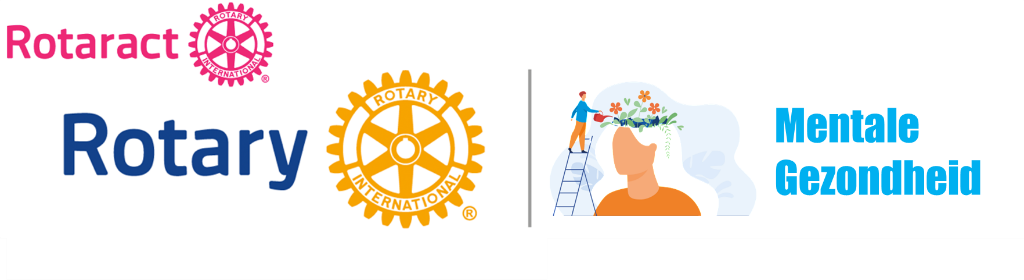 Rotaract
ROTARY
INTERNATIONAL
®
Rotary
ROTARY
INTERNATIONAL
®
Mentale
Gezondheid